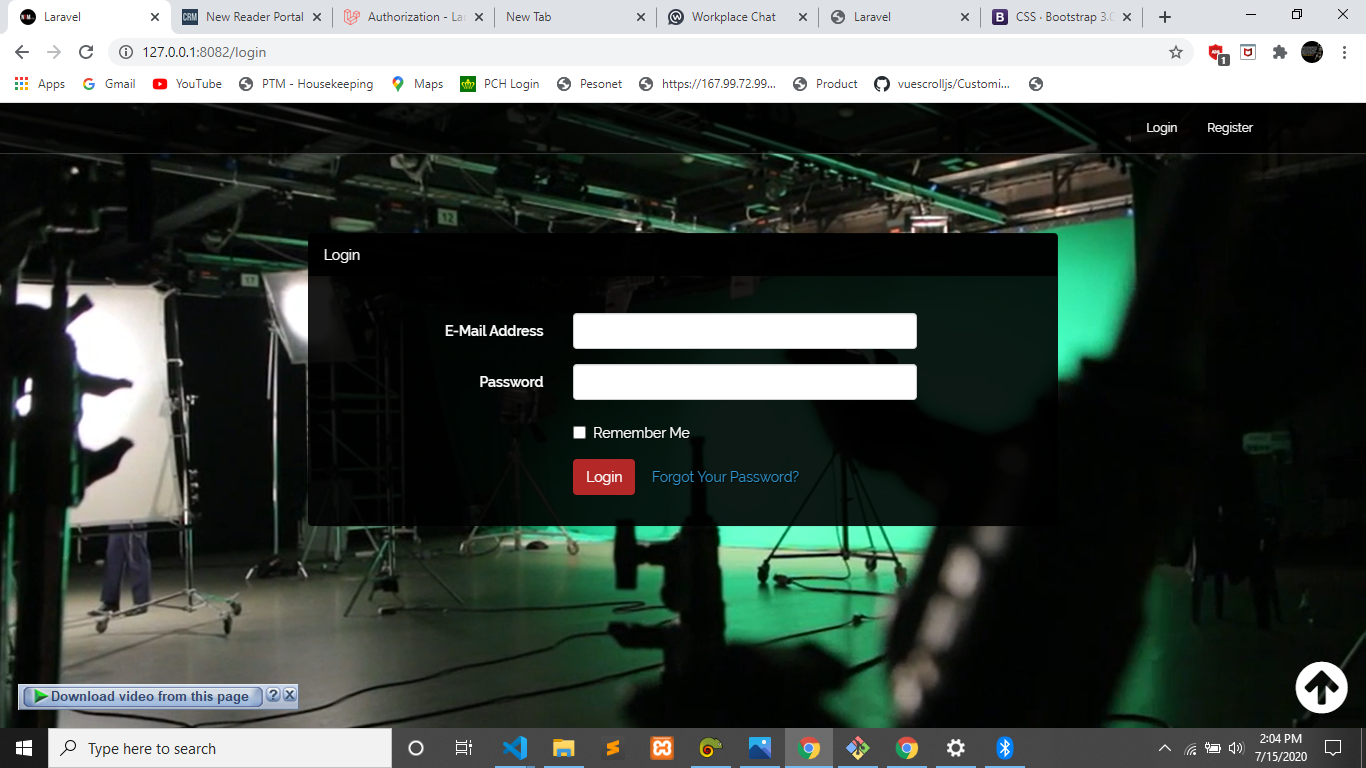 Laravel
New Reader Portal
Authorization - La
New Tab
Workplace Chat
Laravel
CSS · Bootstrap 3.
127.0.0.1:8082/login
1
Apps
Gmail
YouTube
PTM - Housekeeping
Maps
PCH Login
Pesonet
https://167.99.72.99...
Product
vuescrolljs/Customi...
Login Register
12
11
Login
E-Mail Address
Password
Remember Me
Login Forgot Your Password?
Download video from this page ? X
Type here to search
2:04 PM
7/15/2020